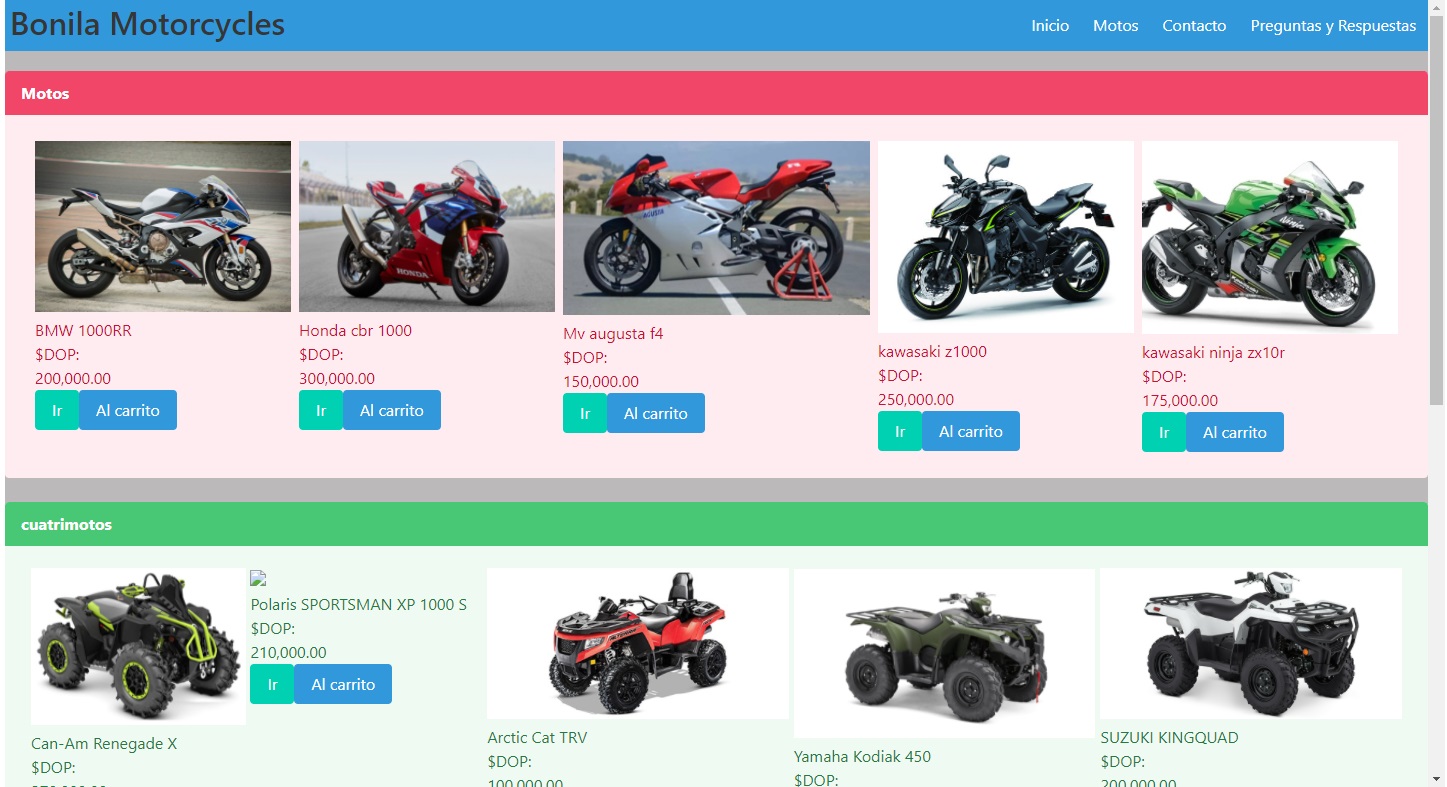 Bonila Motorcycles
Inicio Motos Contacto Preguntas y Respuestas
Motos
AGUSTA
HONDA
Ninja
Kawasaki
BMW 1000RR
$DOP:
200,000.00
Ir Al carrito
Honda cbr 1000
$DOP:
300,000.00
Ir Al carrito
Mv augusta f4
$DOP:
150,000.00
Ir Al carrito
kawasaki z1000
$DOP:
250,000.00
Ir Al carrito
kawasaki ninja zx10r
$DOP:
175,000.00
Ir Al carrito
cuatrimotos
Can-Am Renegade X
$DOP:
Polaris SPORTSMAN XP 1000 S
$DOP:
210,000.00
Ir Al carrito
Arctic Cat TRV
$DOP:
100,000.00
Yamaha Kodiak 450
$DOP:
SUZUKI KINGQUAD
$DOP:
200,000.00